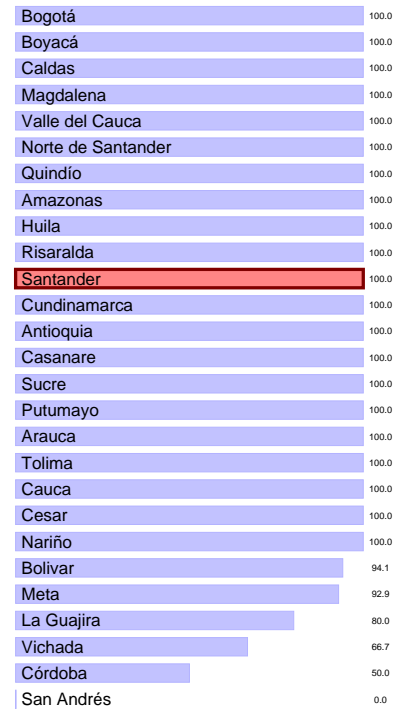 Bogotá 100.0
Boyacá 100.0
Caldas 100.0
Magdalena 100.0
Valle del Cauca 100.0
Norte de Santander 100.0
Quindío 100.0
Amazonas 100.0
Huila 100.0
Risaralda 100.0
Santander 100.0
Cundinamarca 100.0
Antioquia 100.0
Casanare 100.0
Sucre 100.0
Putumayo 100.0
Arauca 100.0
Tolima 100.0
Cauca 100.0
Cesar 100.0
Nariño 100.0
Bolivar 94.1
Meta 92.9
La Guajira 80.0
Vichada 66.7
Córdoba 50.0
San Andrés 0.0